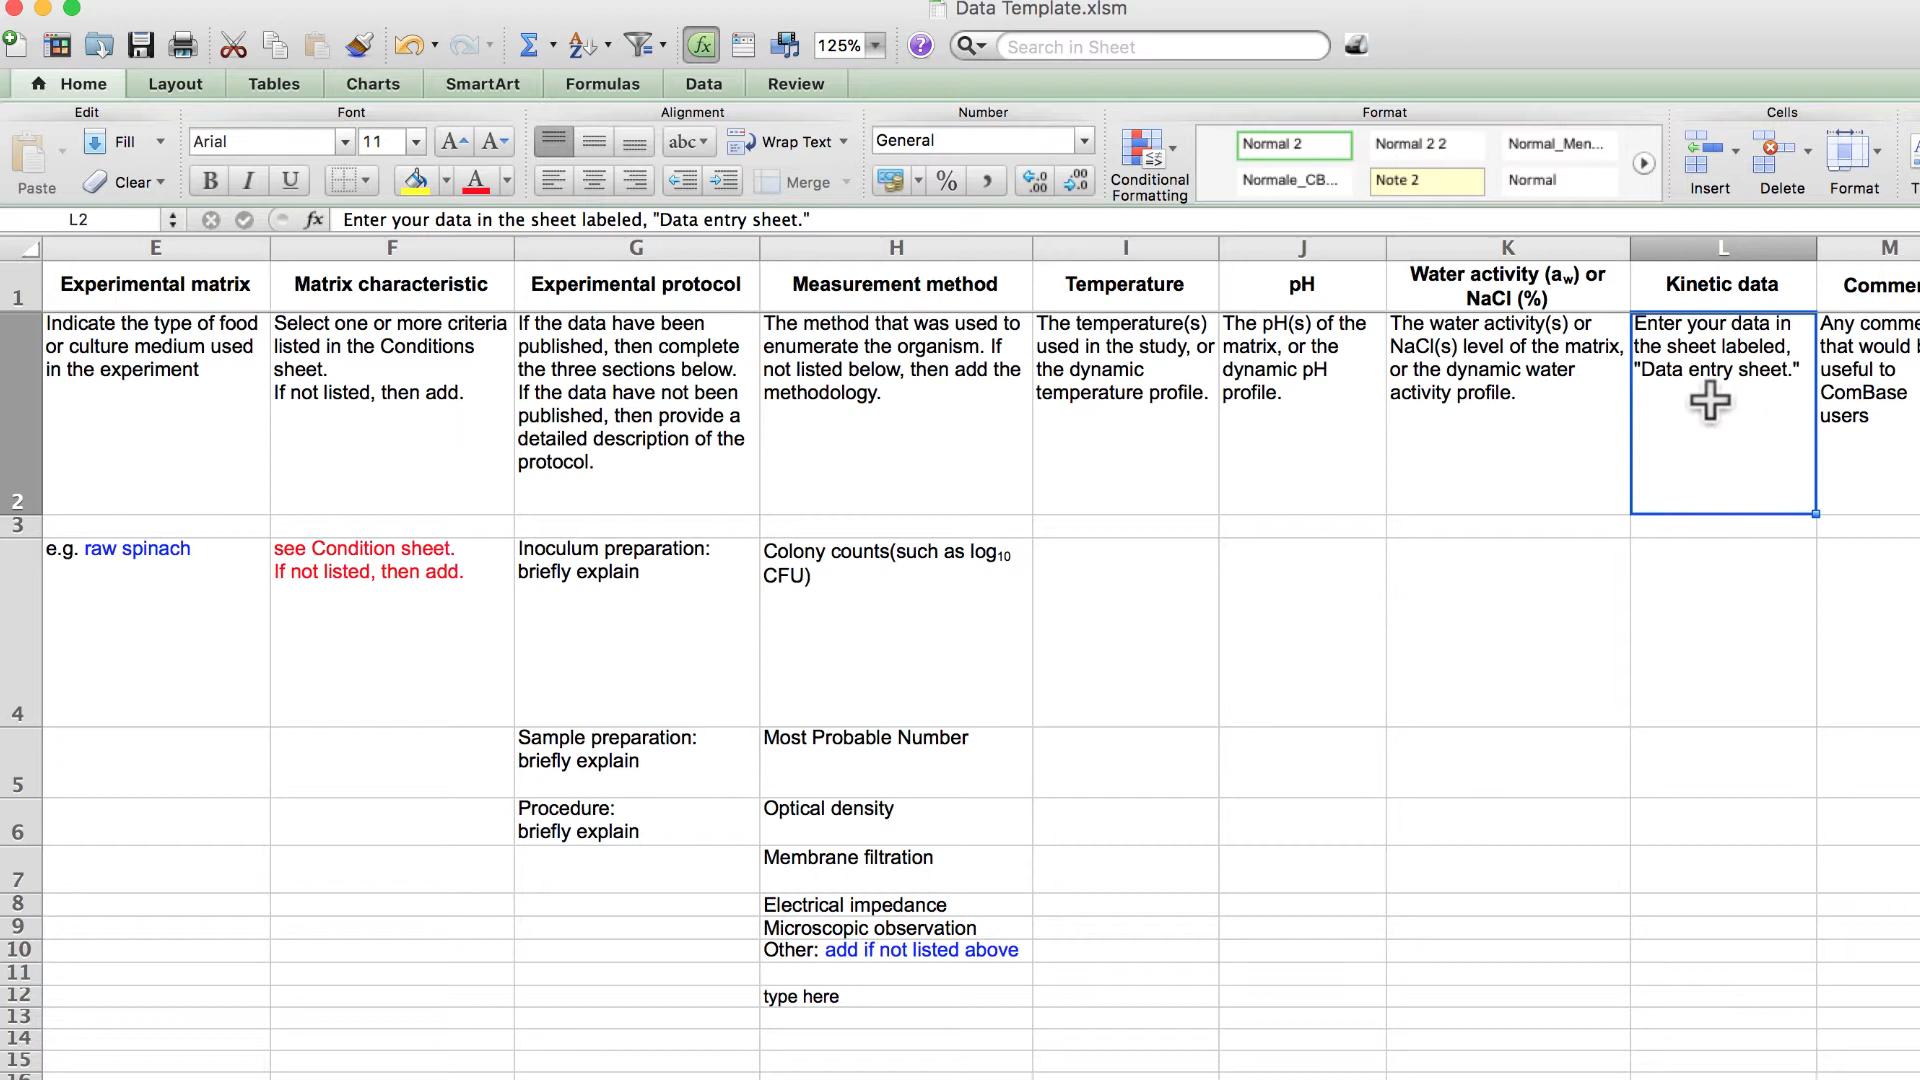 Data Template.xlsm
125%
Search in Sheet
Home Layout Tables Charts SmartArt Formulas Data Review
Edit Font Alignment Number Format Cells
Paste Fill Clear
Arial 11
A A
B I U A
abc Wrap Text
Merge
General
% , .0 .00 .00 .0
Conditional
Formatting
Normal 2 Normal 2 2 Normal_Men...
Normale_CB... Note 2 Normal
Insert Delete Format
L2 fx Enter your data in the sheet labeled, "Data entry sheet."
E F G H I J K L M
1
Experimental matrix
Matrix characteristic
Experimental protocol
Measurement method
Temperature
pH
Water activity (aw) or
NaCl (%)
Kinetic data
Commer
2
Indicate the type of food
or culture medium used
in the experiment
Select one or more criteria
listed in the Conditions
sheet.
If not listed, then add.
If the data have been
published, then complete
the three sections below.
If the data have not been
published, then provide a
detailed description of the
protocol.
The method that was used to
enumerate the organism. If
not listed below, then add the
methodology.
The temperature(s)
used in the study, or
the dynamic
temperature profile.
The pH(s) of the
matrix, or the
dynamic pH
profile.
The water activity(s) or
NaCl(s) level of the matrix,
or the dynamic water
activity profile.
Enter your data in
the sheet labeled,
"Data entry sheet."
Any comme
that would b
useful to
ComBase
users
3
4
e.g. raw spinach
see Condition sheet.
If not listed, then add.
Inoculum preparation:
briefly explain
Colony counts(such as log10
CFU)
5
Sample preparation:
briefly explain
Most Probable Number
6
Procedure:
briefly explain
Optical density
7
Membrane filtration
8
Electrical impedance
9
Microscopic observation
10
Other: add if not listed above
11
12
type here
13
14
15
16